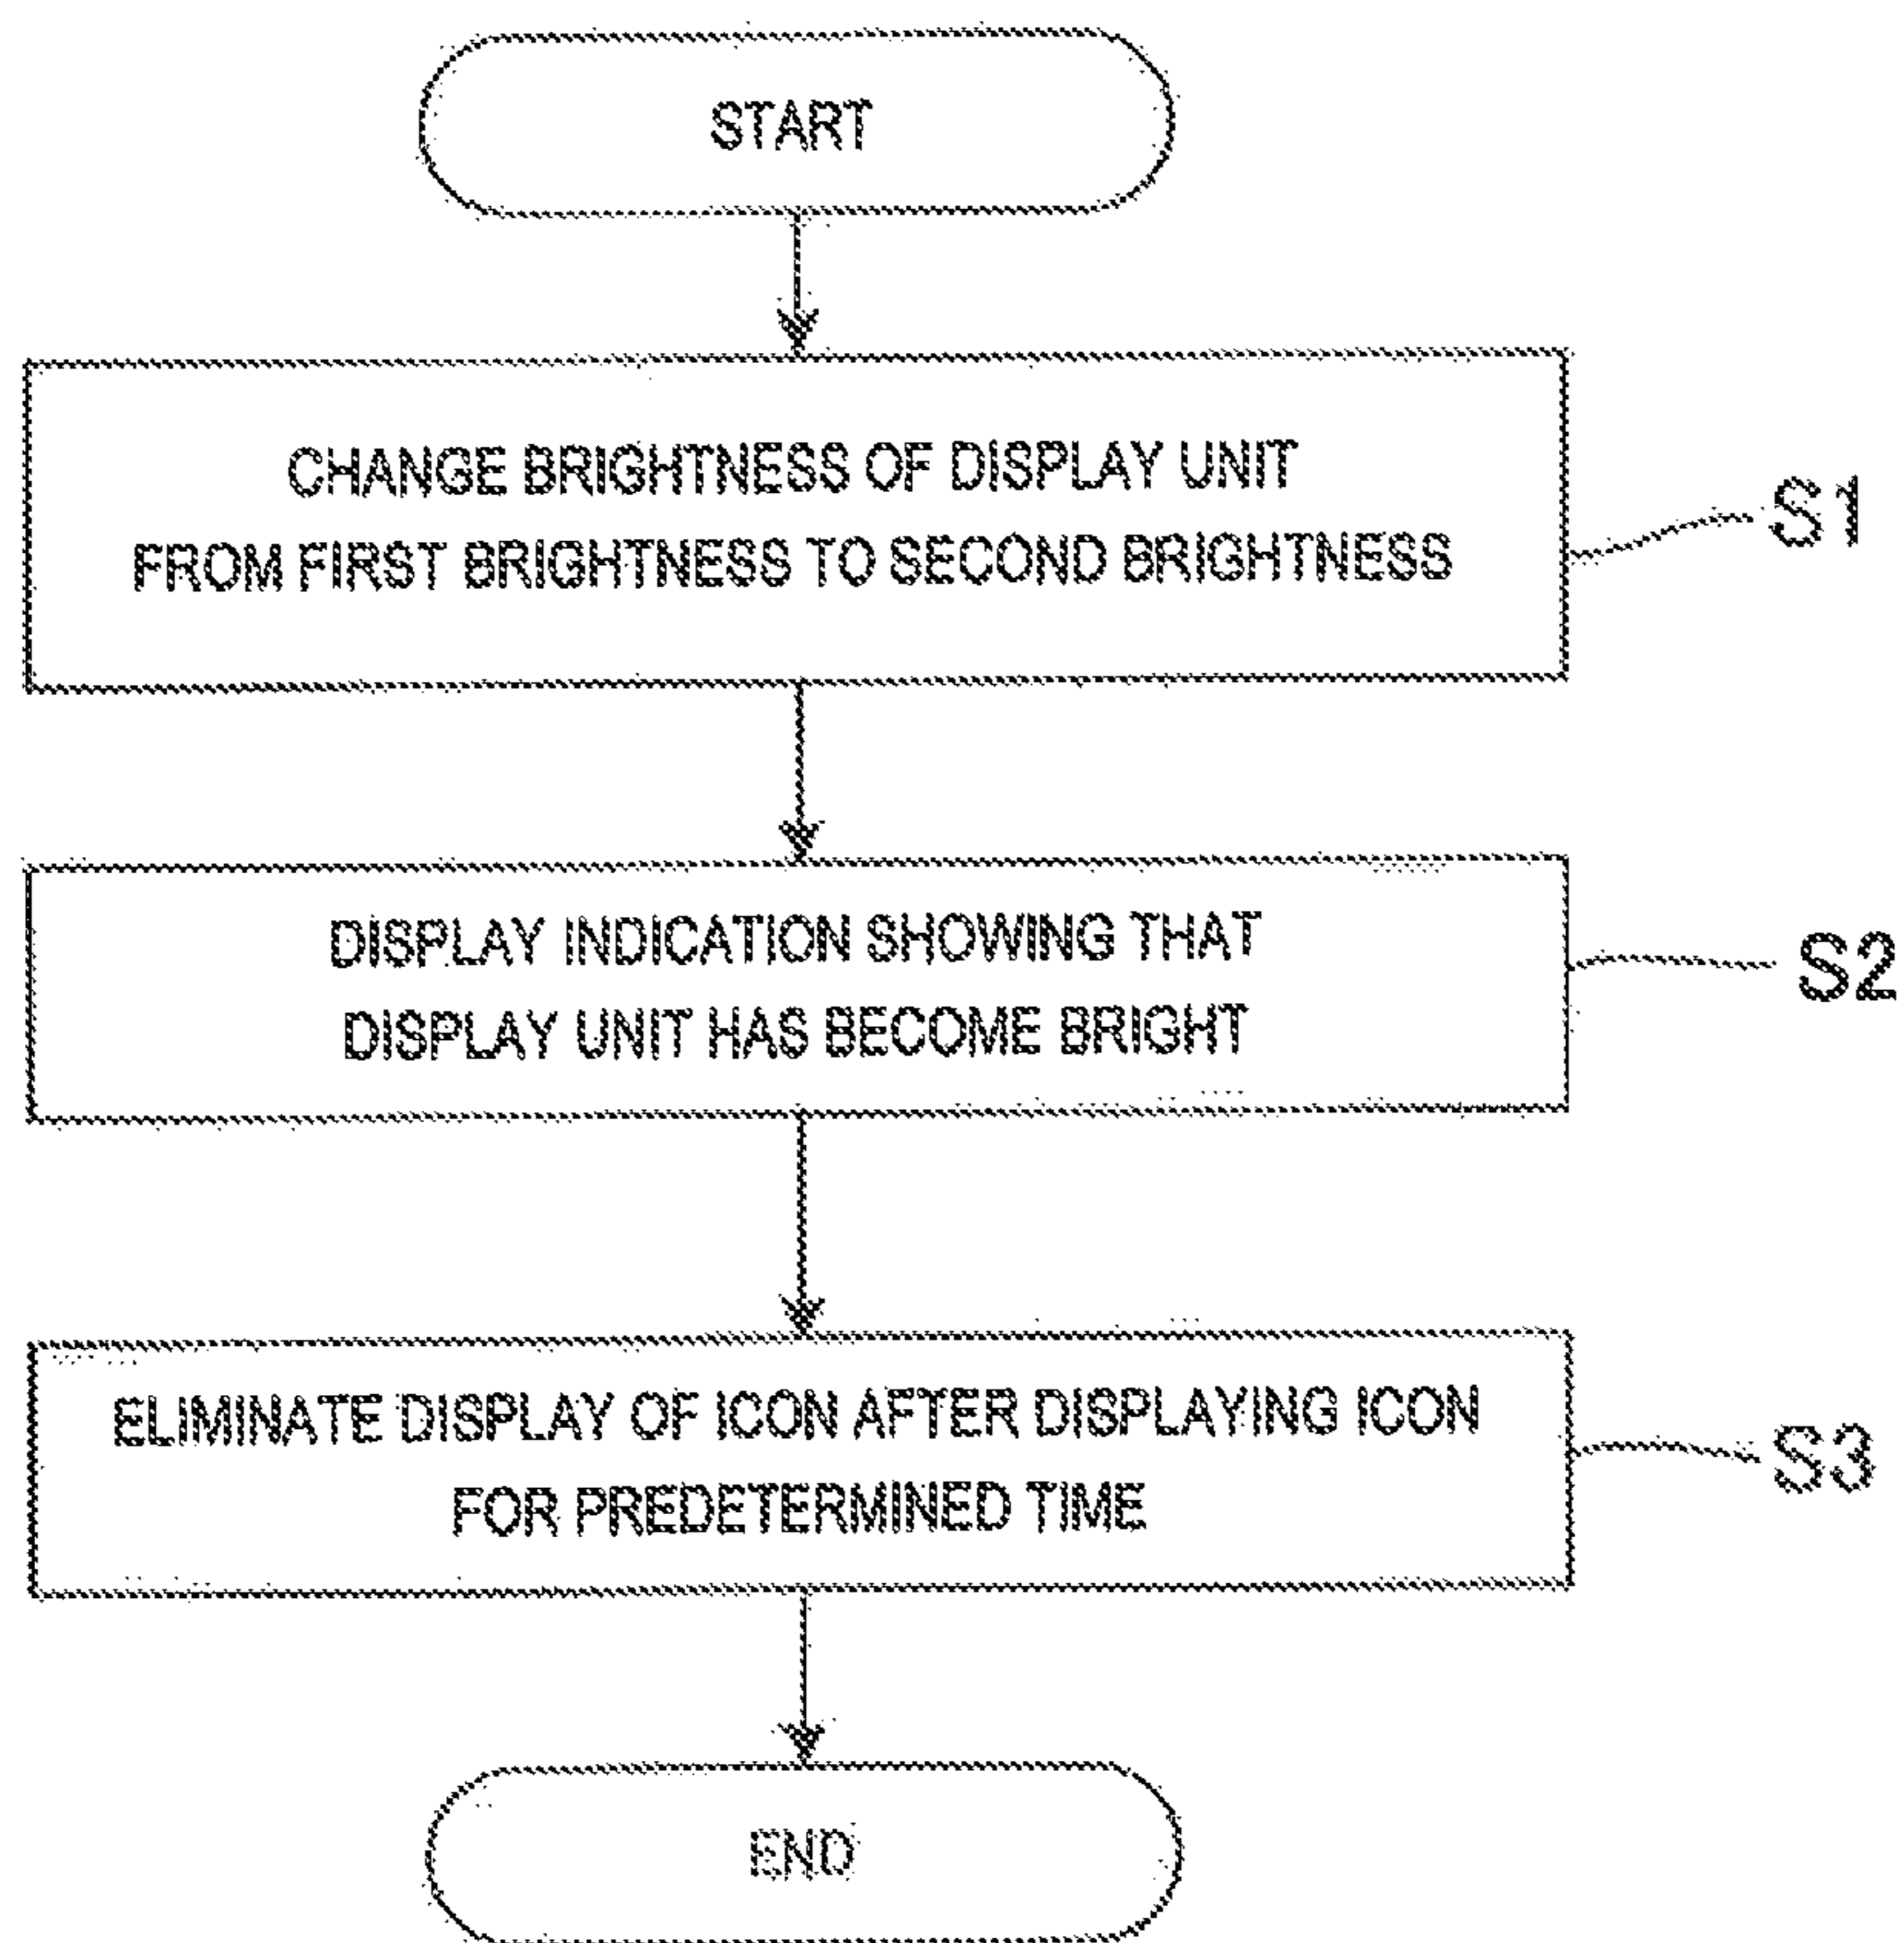 START
CHANGE BRIGHTNESS OF DISPLAY UNIT
FROM FIRST BRIGHTNESS TO SECOND BRIGHTNESS
S1
DISPLAY INDICATION SHOWING THAT
DISPLAY UNIT HAS BECOME BRIGHT
S2
ELIMINATE DISPLAY OF ICON AFTER DISPLAYING ICON
FOR PREDETERMINED TIME
S3
END